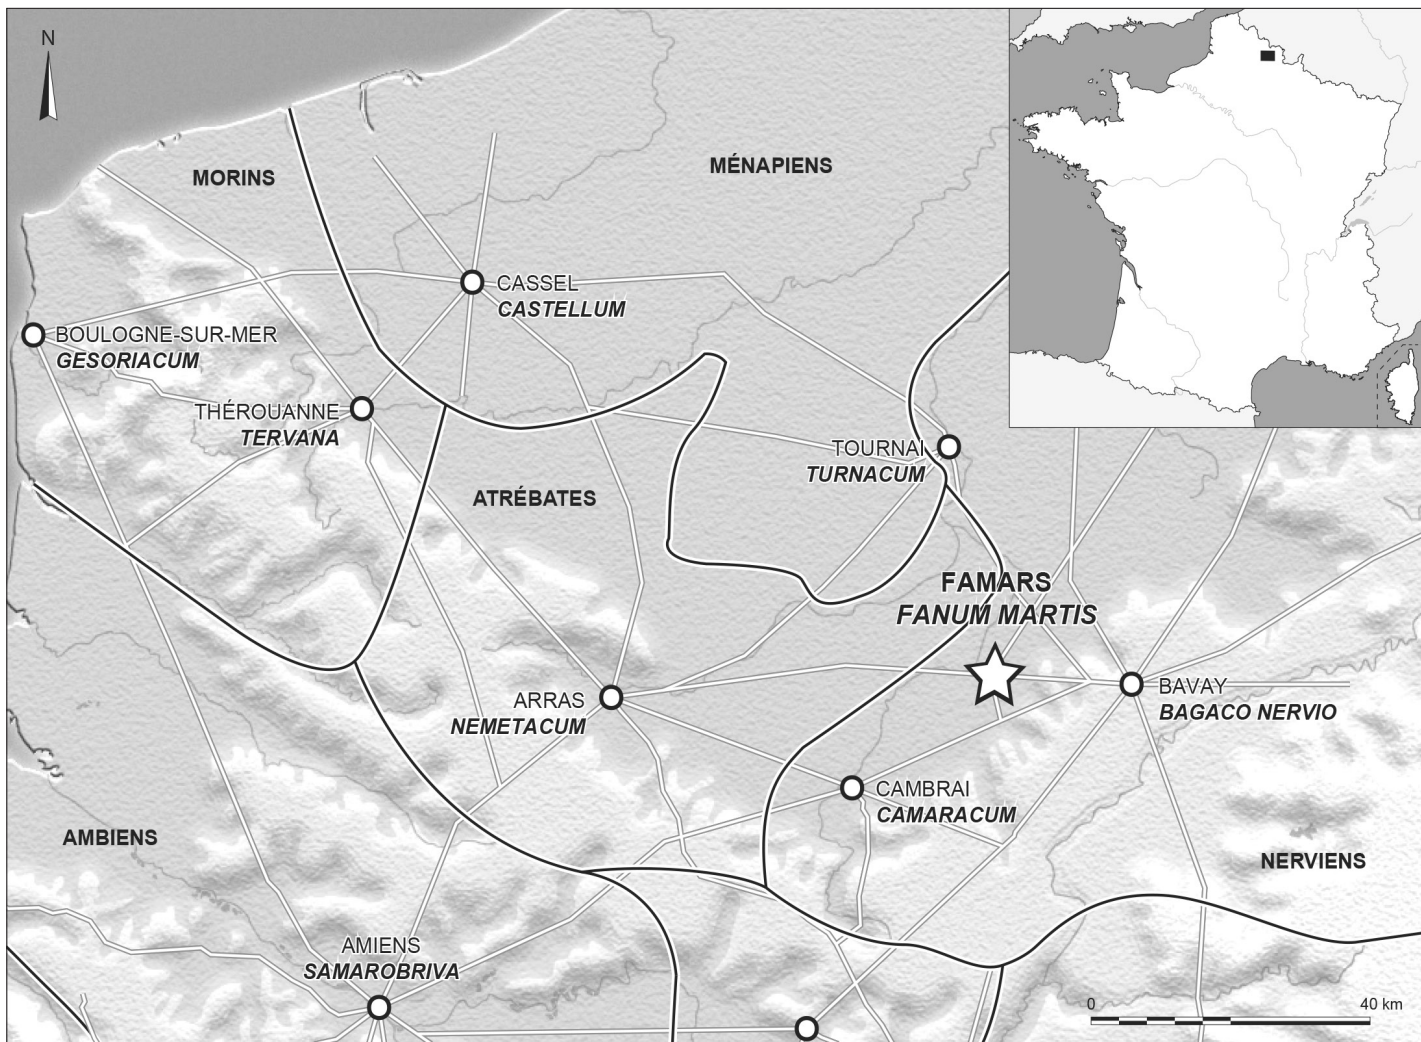 N
MORINS
MÉNAPIENS
CASSEL
CASTELLUM
BOULOGNE-SUR-MER
GESORIACUM
THÉROUANNE
TERVANA
TOURNAI
TURNACUM
ATRÉBATES
FAMARS
FANUM MARTIS
ARRAS
NEMETACUM
BAVAY
BAGACO NERVIO
CAMBRAI
CAMARACUM
AMBIENS
NERVIENS
AMIENS
SAMAROBRIVA
0 40 km